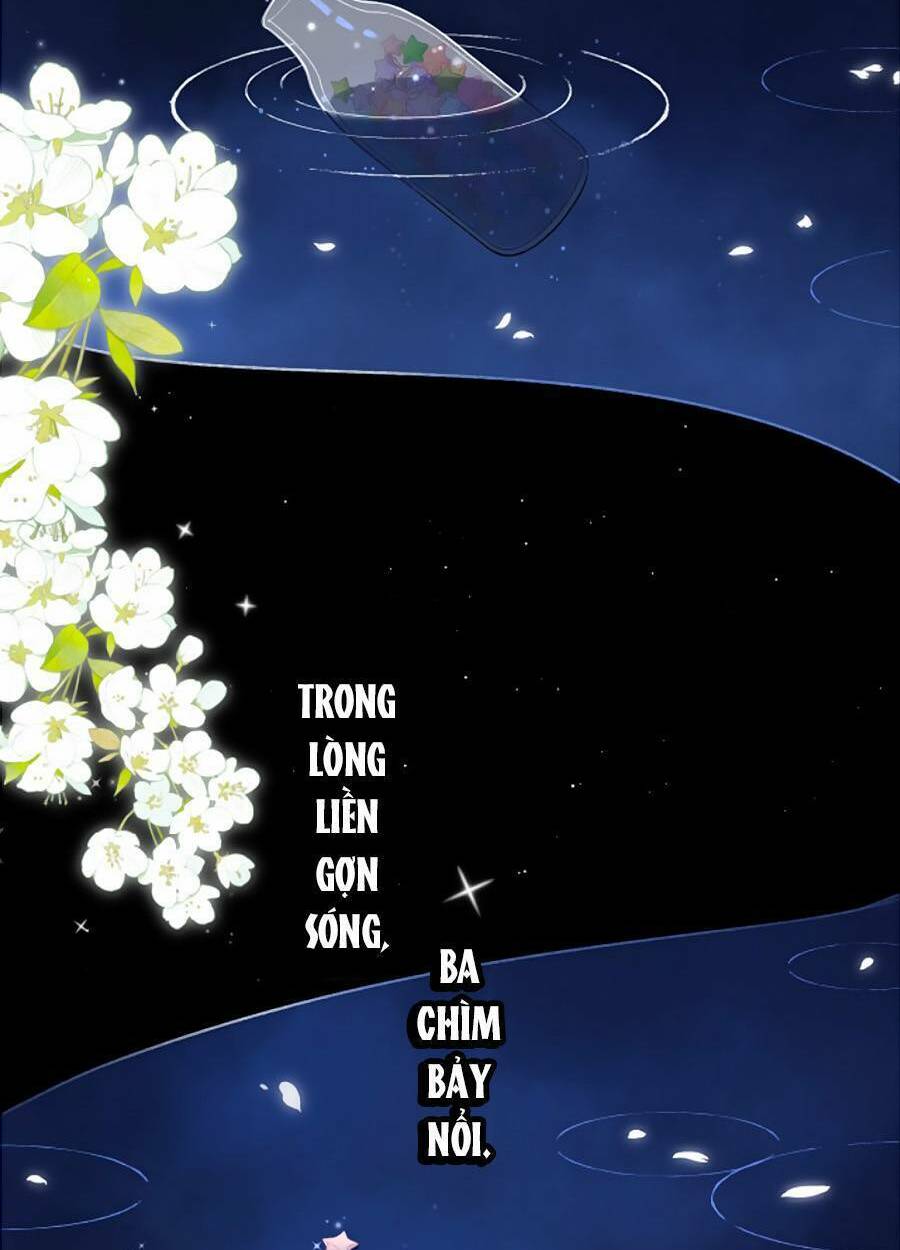 TRONG
LÒNG
LIỀN
GỢN
SÓNG,
BA
CHÌM
BẢY
NỔI.